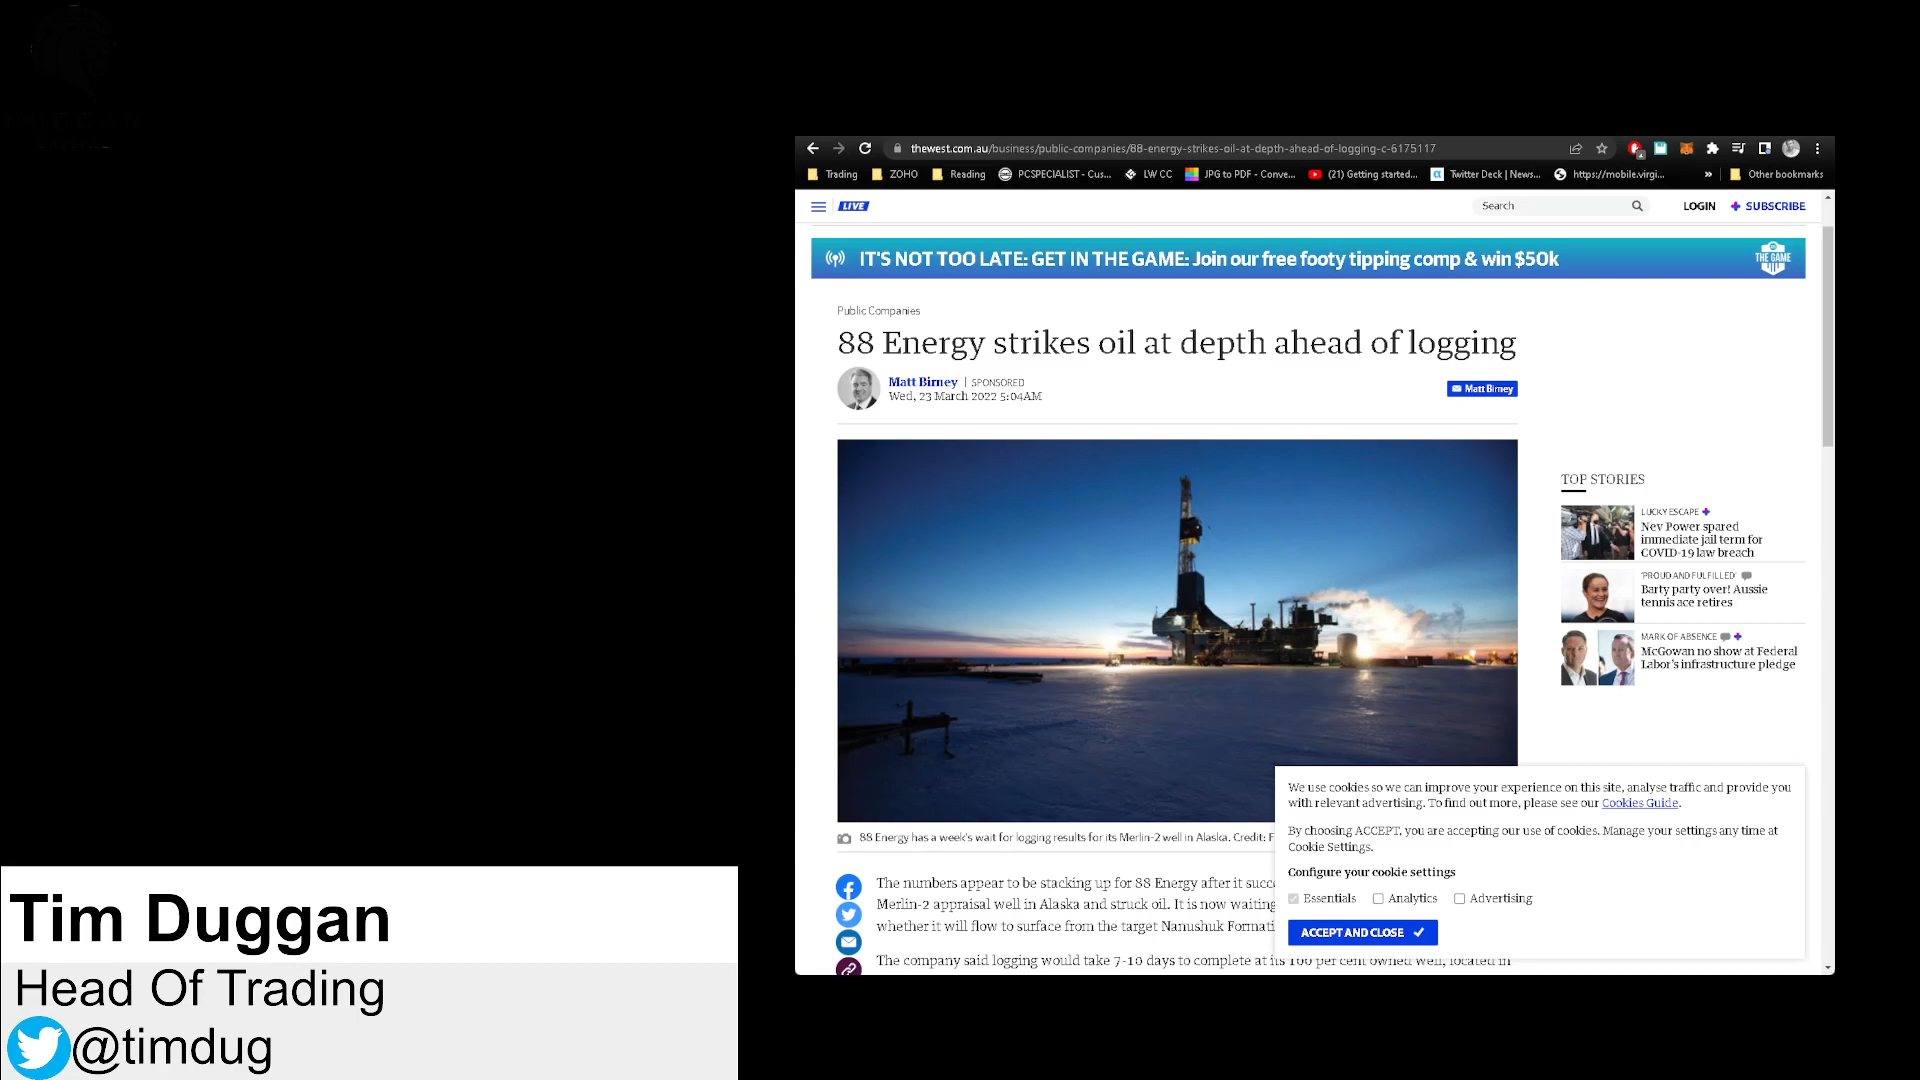 thewest.com.au/business/public-companies/88-energy-strikes-oil-at-depth-ahead-of-logging-c-6175117
Trading
ZOHO
Reading
PCSPECIALIST - Cus...
LW CC
JPG to PDF - Conve...
(21) Getting started...
Twitter Deck | News...
https://mobile.virgi...
»
Other bookmarks
LIVE
Search
LOGIN
SUBSCRIBE
IT'S NOT TOO LATE: GET IN THE GAME: Join our free footy tipping comp & win $50k
THE GAME
Public Companies
88 Energy strikes oil at depth ahead of logging
Matt Birney | SPONSORED
Wed, 23 March 2022 5:04AM
Matt Birney
88 Energy has a week's wait for logging results for its Merlin-2 well in Alaska. Credit: F
The numbers appear to be stacking up for 88 Energy after it succ
Merlin-2 appraisal well in Alaska and struck oil. It is now waiting
whether it will flow to surface from the target Nanushuk Formati
The company said logging would take 7-10 days to complete at its 100 per cent owned well, located in
TOP STORIES
LUCKY ESCAPE
Nev Power spared
immediate jail term for
COVID-19 law breach
'PROUD AND FULFILLED'
Barty party over! Aussie
tennis ace retires
MARK OF ABSENCE
McGowan no show at Federal
Labor's infrastructure pledge
We use cookies so we can improve your experience on this site, analyse traffic and provide you
with relevant advertising. To find out more, please see our Cookies Guide.
By choosing ACCEPT, you are accepting our use of cookies. Manage your settings any time at
Cookie Settings.
Configure your cookie settings
Essentials
Analytics
Advertising
ACCEPT AND CLOSE
Tim Duggan
Head Of Trading
@timdug